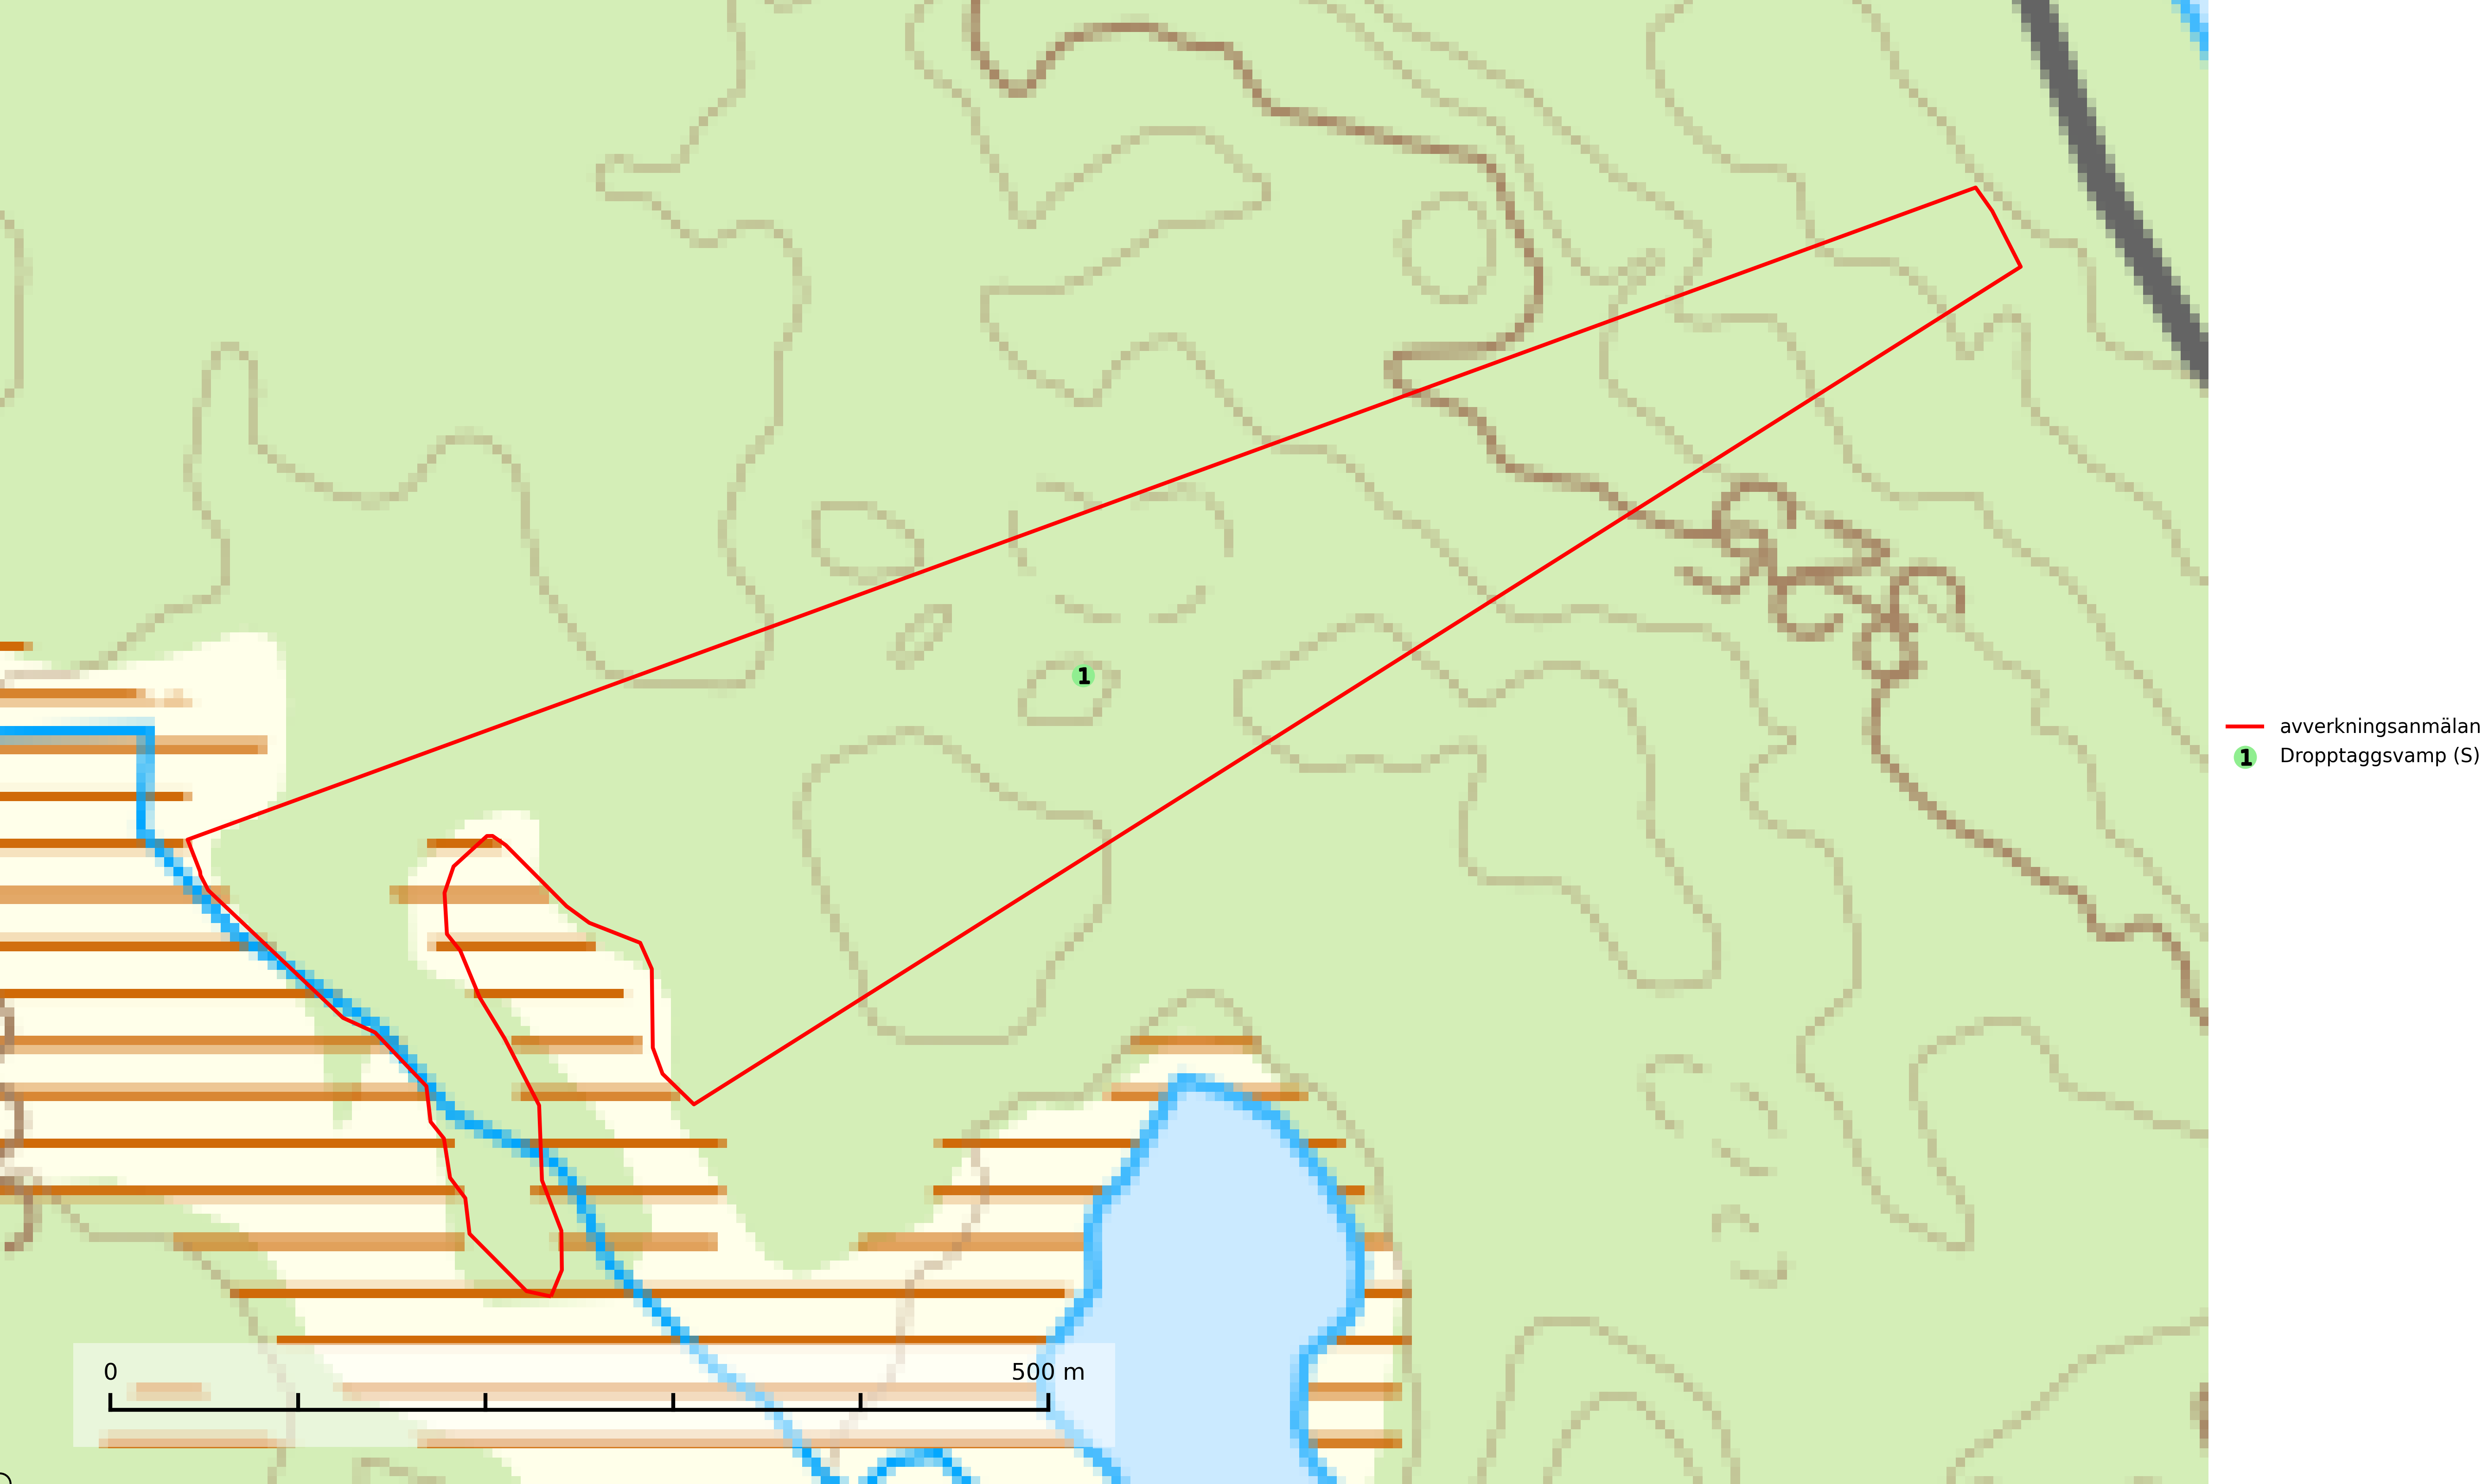 1
avverkningsanmälan
1 Dropptaggsvamp (S)
0 500 m